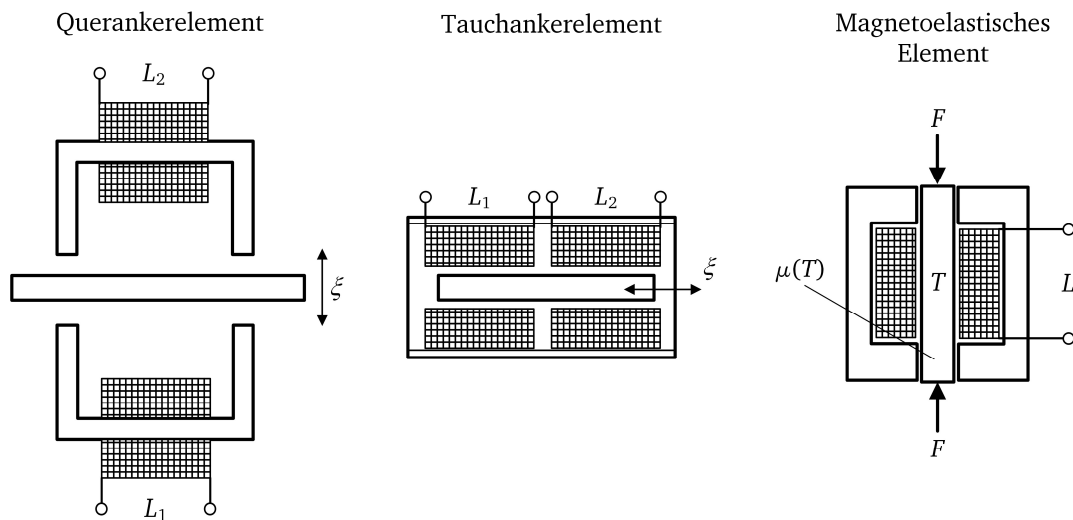 Querankerelement
L₂
ξ
L₁
Tauchankerelement
L₁
L₂
ξ
Magnetoelastisches
Element
F
μ(T)
T
L
F